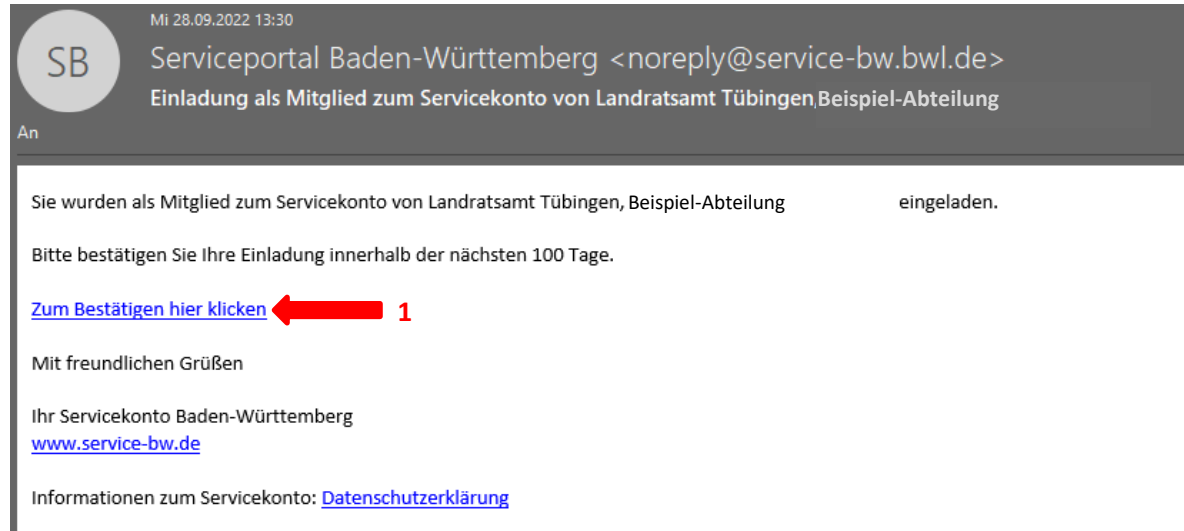 SB
Mi 28.09.2022 13:30
Serviceportal Baden-Württemberg <noreply@service-bw.bwl.de>
Einladung als Mitglied zum Servicekonto von Landratsamt Tübingen, Beispiel-Abteilung
An
Sie wurden als Mitglied zum Servicekonto von Landratsamt Tübingen, Beispiel-Abteilung eingeladen.
Bitte bestätigen Sie Ihre Einladung innerhalb der nächsten 100 Tage.
Zum Bestätigen hier klicken 1
Mit freundlichen Grüßen
Ihr Servicekonto Baden-Württemberg
www.service-bw.de
Informationen zum Servicekonto: Datenschutzerklärung